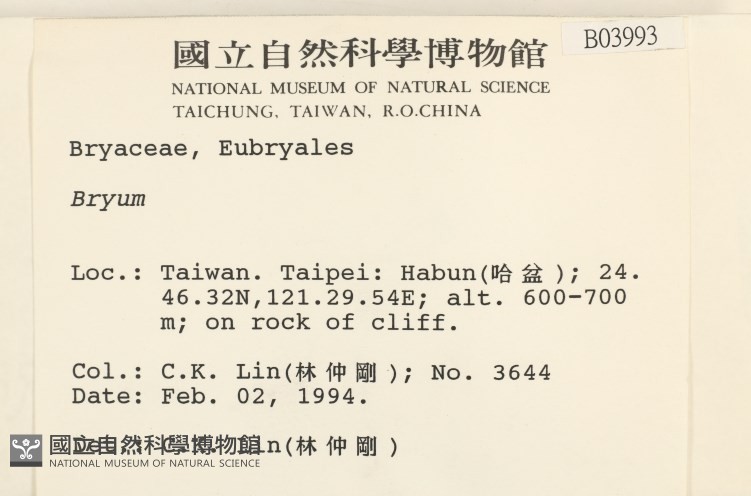 國立自然科學博物館
B03993
NATIONAL MUSEUM OF NATURAL SCIENCE
TAICHUNG, TAIWAN, R.O.CHINA
Bryaceae, Eubryales
Bryum
Loc.: Taiwan. Taipei: Habun(哈盆); 24.
46.32N,121.29.54E; alt. 600-700
m; on rock of cliff.
Col.: C.K. Lin(林仲剛); No. 3644
Date: Feb. 02, 1994.
Det.: C.K. Lin(林仲剛)
國立自然科學博物館
NATIONAL MUSEUM OF NATURAL SCIENCE